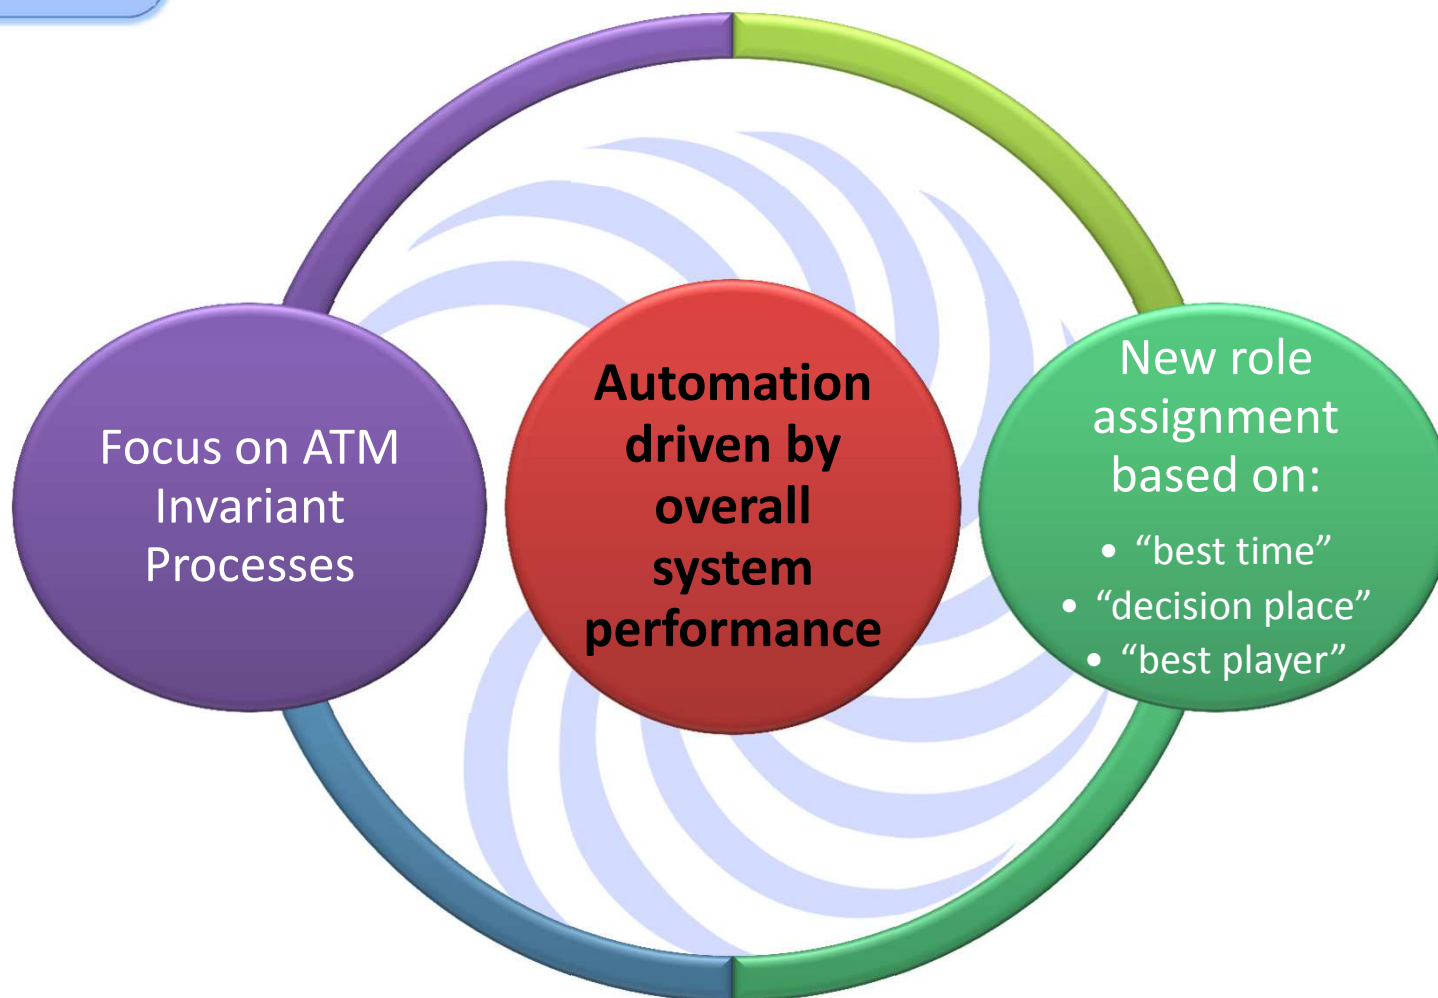 Focus on ATM
Invariant
Processes
Automation
driven by
overall
system
performance
New role
assignment
based on:
• “best time”
• “decision place”
• “best player”